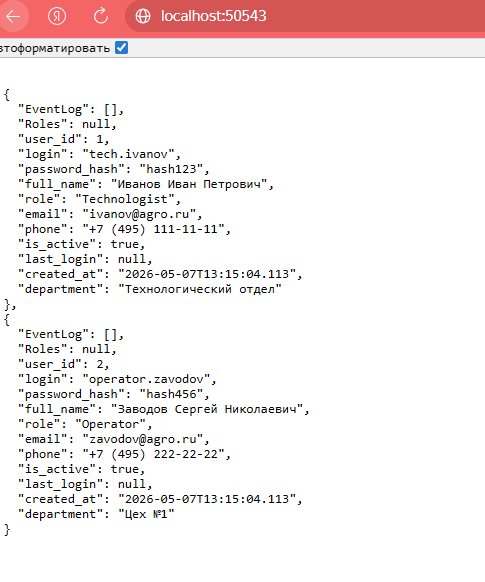 localhost:50543
втоформатировать
{
  "EventLog": [],
  "Roles": null,
  "user_id": 1,
  "login": "tech.ivanov",
  "password_hash": "hash123",
  "full_name": "Иванов Иван Петрович",
  "role": "Technologist",
  "email": "ivanov@agro.ru",
  "phone": "+7 (495) 111-11-11",
  "is_active": true,
  "last_login": null,
  "created_at": "2026-05-07T13:15:04.113",
  "department": "Технологический отдел"
},
{
  "EventLog": [],
  "Roles": null,
  "user_id": 2,
  "login": "operator.zavodov",
  "password_hash": "hash456",
  "full_name": "Заводов Сергей Николаевич",
  "role": "Operator",
  "email": "zavodov@agro.ru",
  "phone": "+7 (495) 222-22-22",
  "is_active": true,
  "last_login": null,
  "created_at": "2026-05-07T13:15:04.113",
  "department": "Цех №1"
}